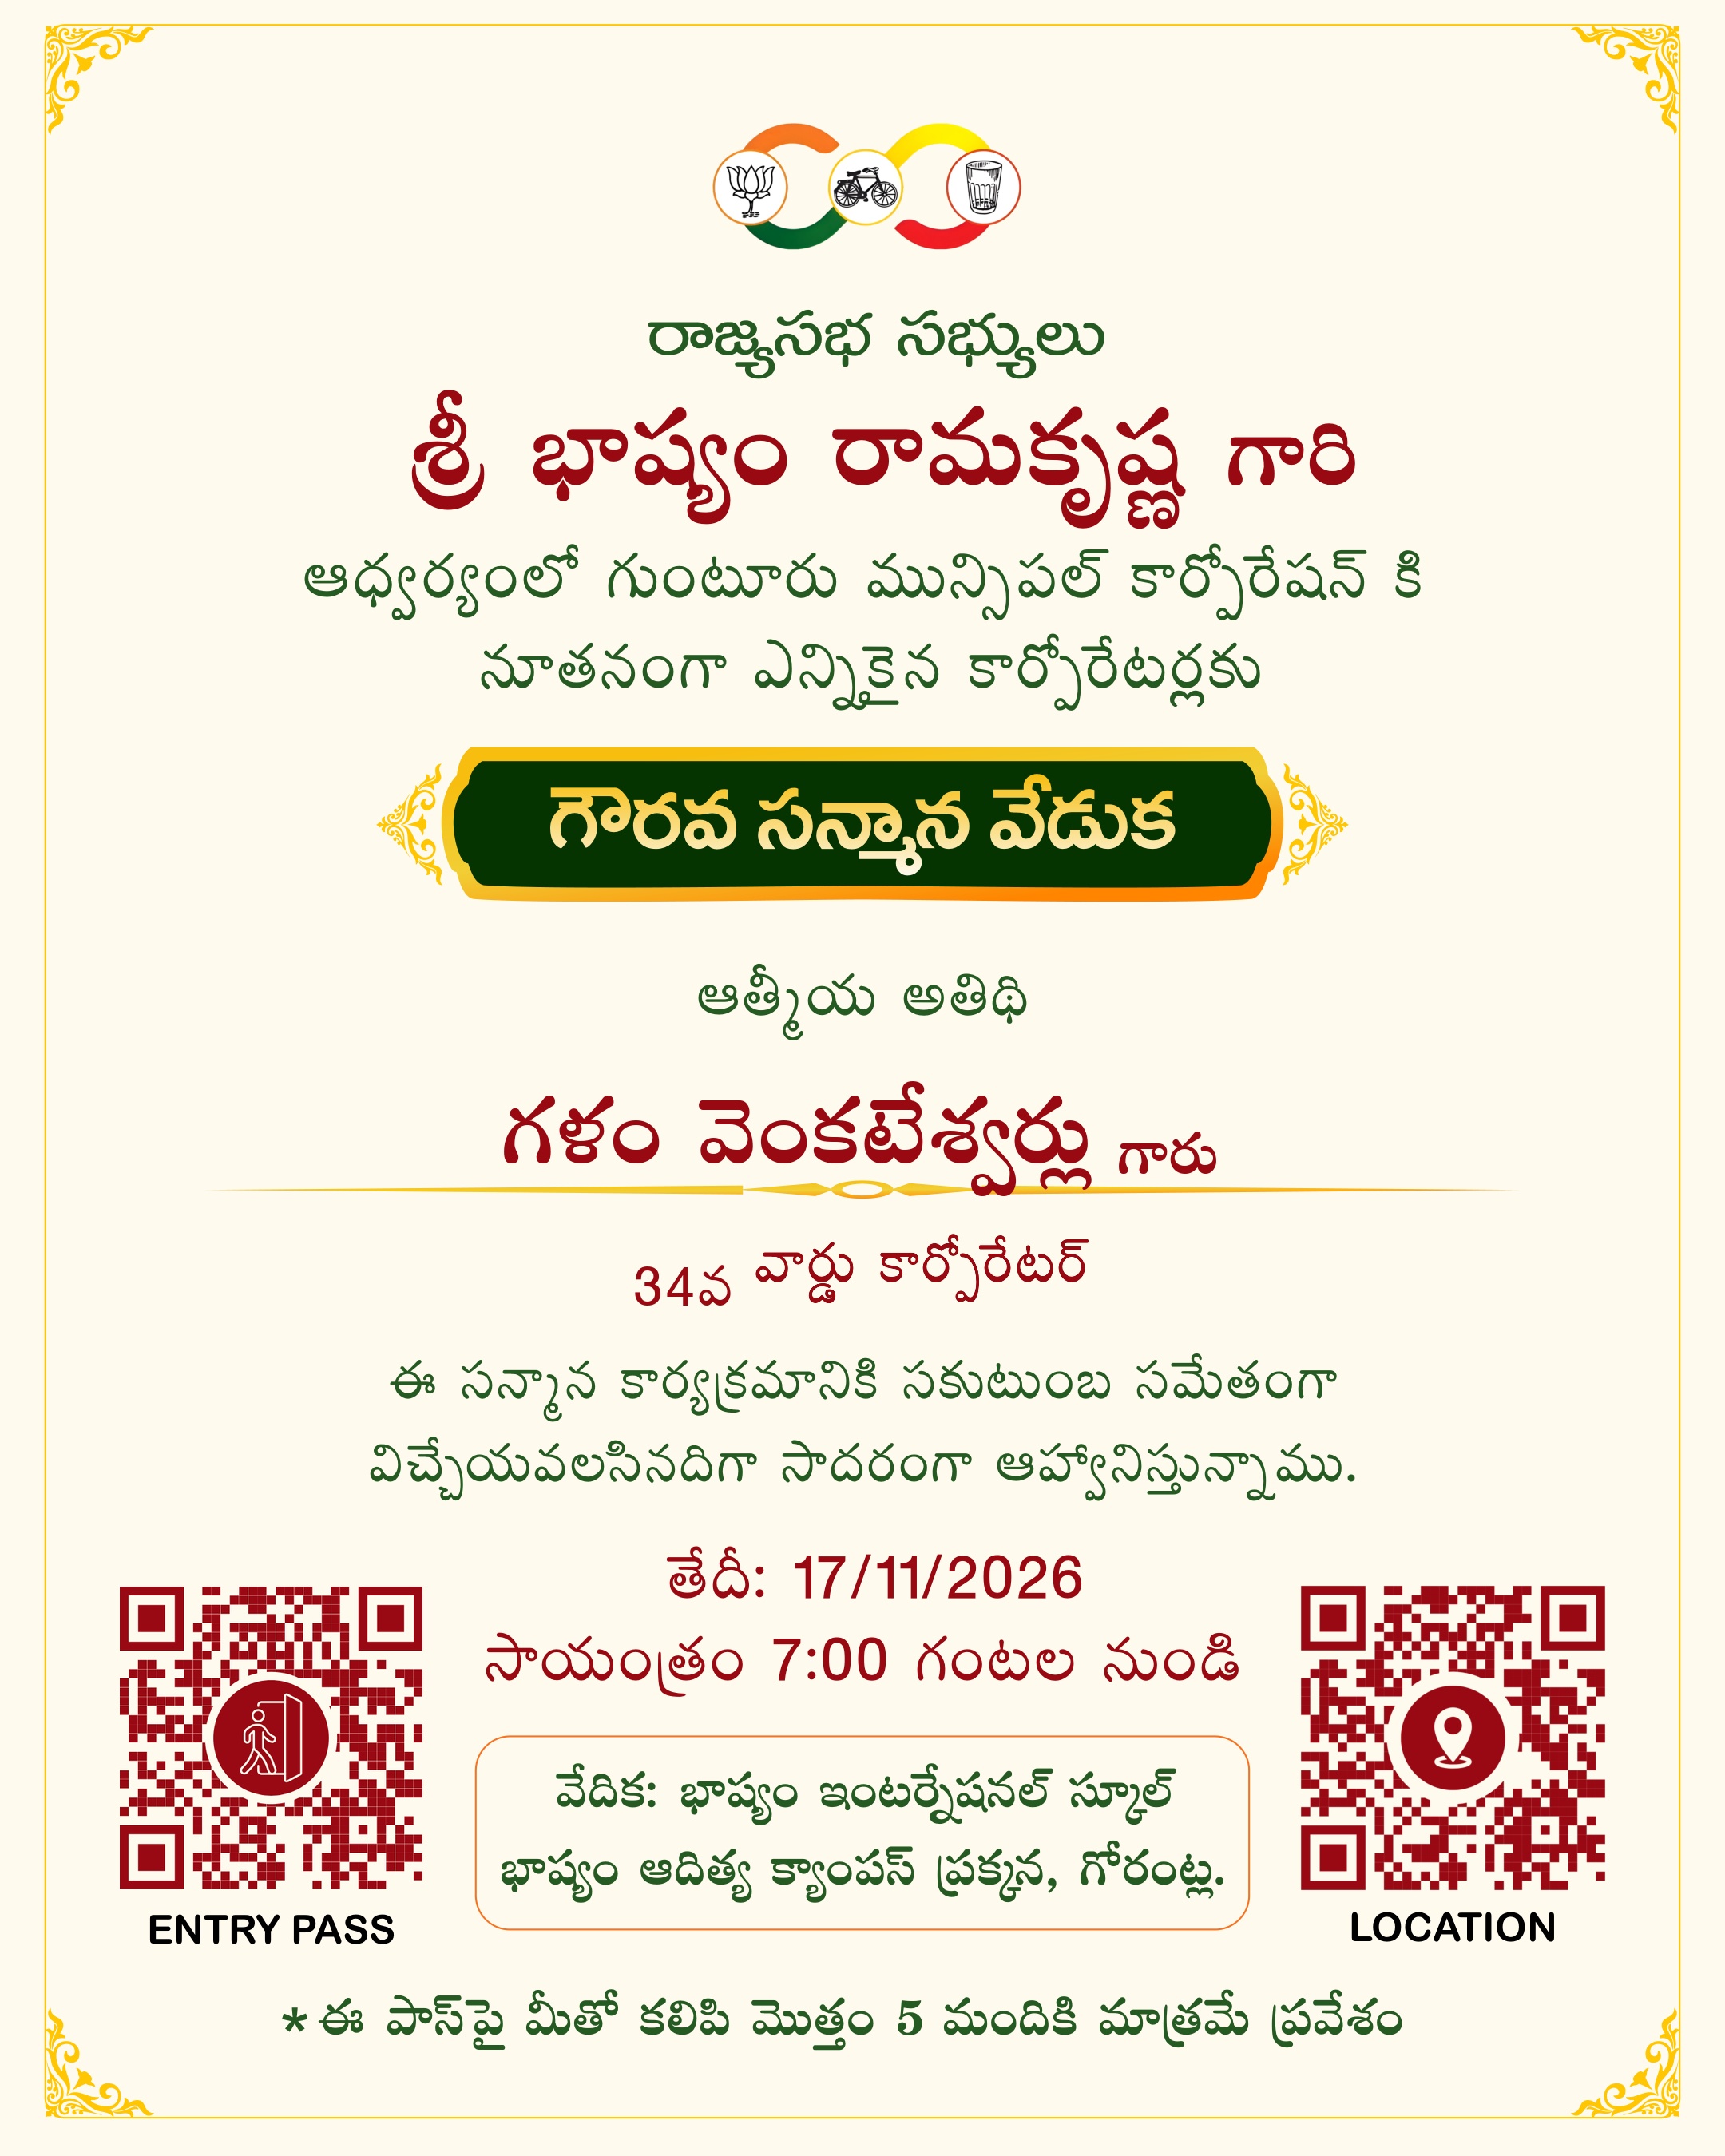 రాజ్యసభ సభ్యులు
శ్రీ భాష్యం రామకృష్ణ గారి
ఆధ్వర్యంలో గుంటూరు మున్సిపల్ కార్పోరేషన్ కి
నూతనంగా ఎన్నికైన కార్పోరేటర్లకు
గౌరవ సన్మాన వేడుక
ఆత్మీయ అతిథి
గళం వెంకటేశ్వర్లు గారు
34వ వార్డు కార్పోరేటర్
ఈ సన్మాన కార్యక్రమానికి సకుటుంబ సమేతంగా
విచ్చేయవలసినదిగా సాదరంగా ఆహ్వానిస్తున్నాము.
తేదీ: 17/11/2026
సాయంత్రం 7:00 గంటల నుండి
వేదిక: భాష్యం ఇంటర్నేషనల్ స్కూల్
భాష్యం ఆదిత్య క్యాంపస్ ప్రక్కన, గోరంట్ల.
ENTRY PASS
LOCATION
*ఈ పాస్‌పై మీతో కలిపి మొత్తం 5 మందికి మాత్రమే ప్రవేశం